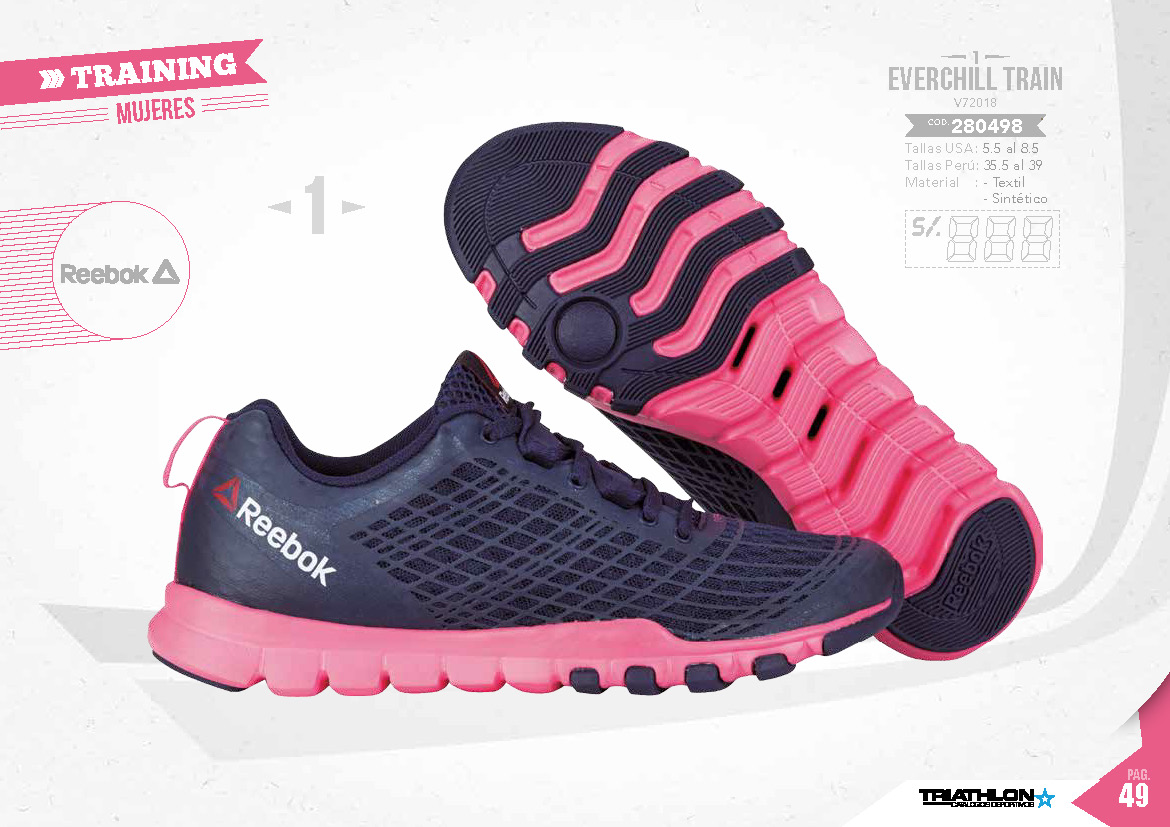 TRAINING
MUJERES
1
EVERCHILL TRAIN
V72018
COD. 280498
Tallas USA: 5.5 al 8.5
Tallas Perú: 35.5 al 39
Material : - Textil
- Sintético
S/.
1
Reebok
Reebok
Reebok
TRIATHLON
CATÁLOGOS DEPORTIVOS
PAG.
49